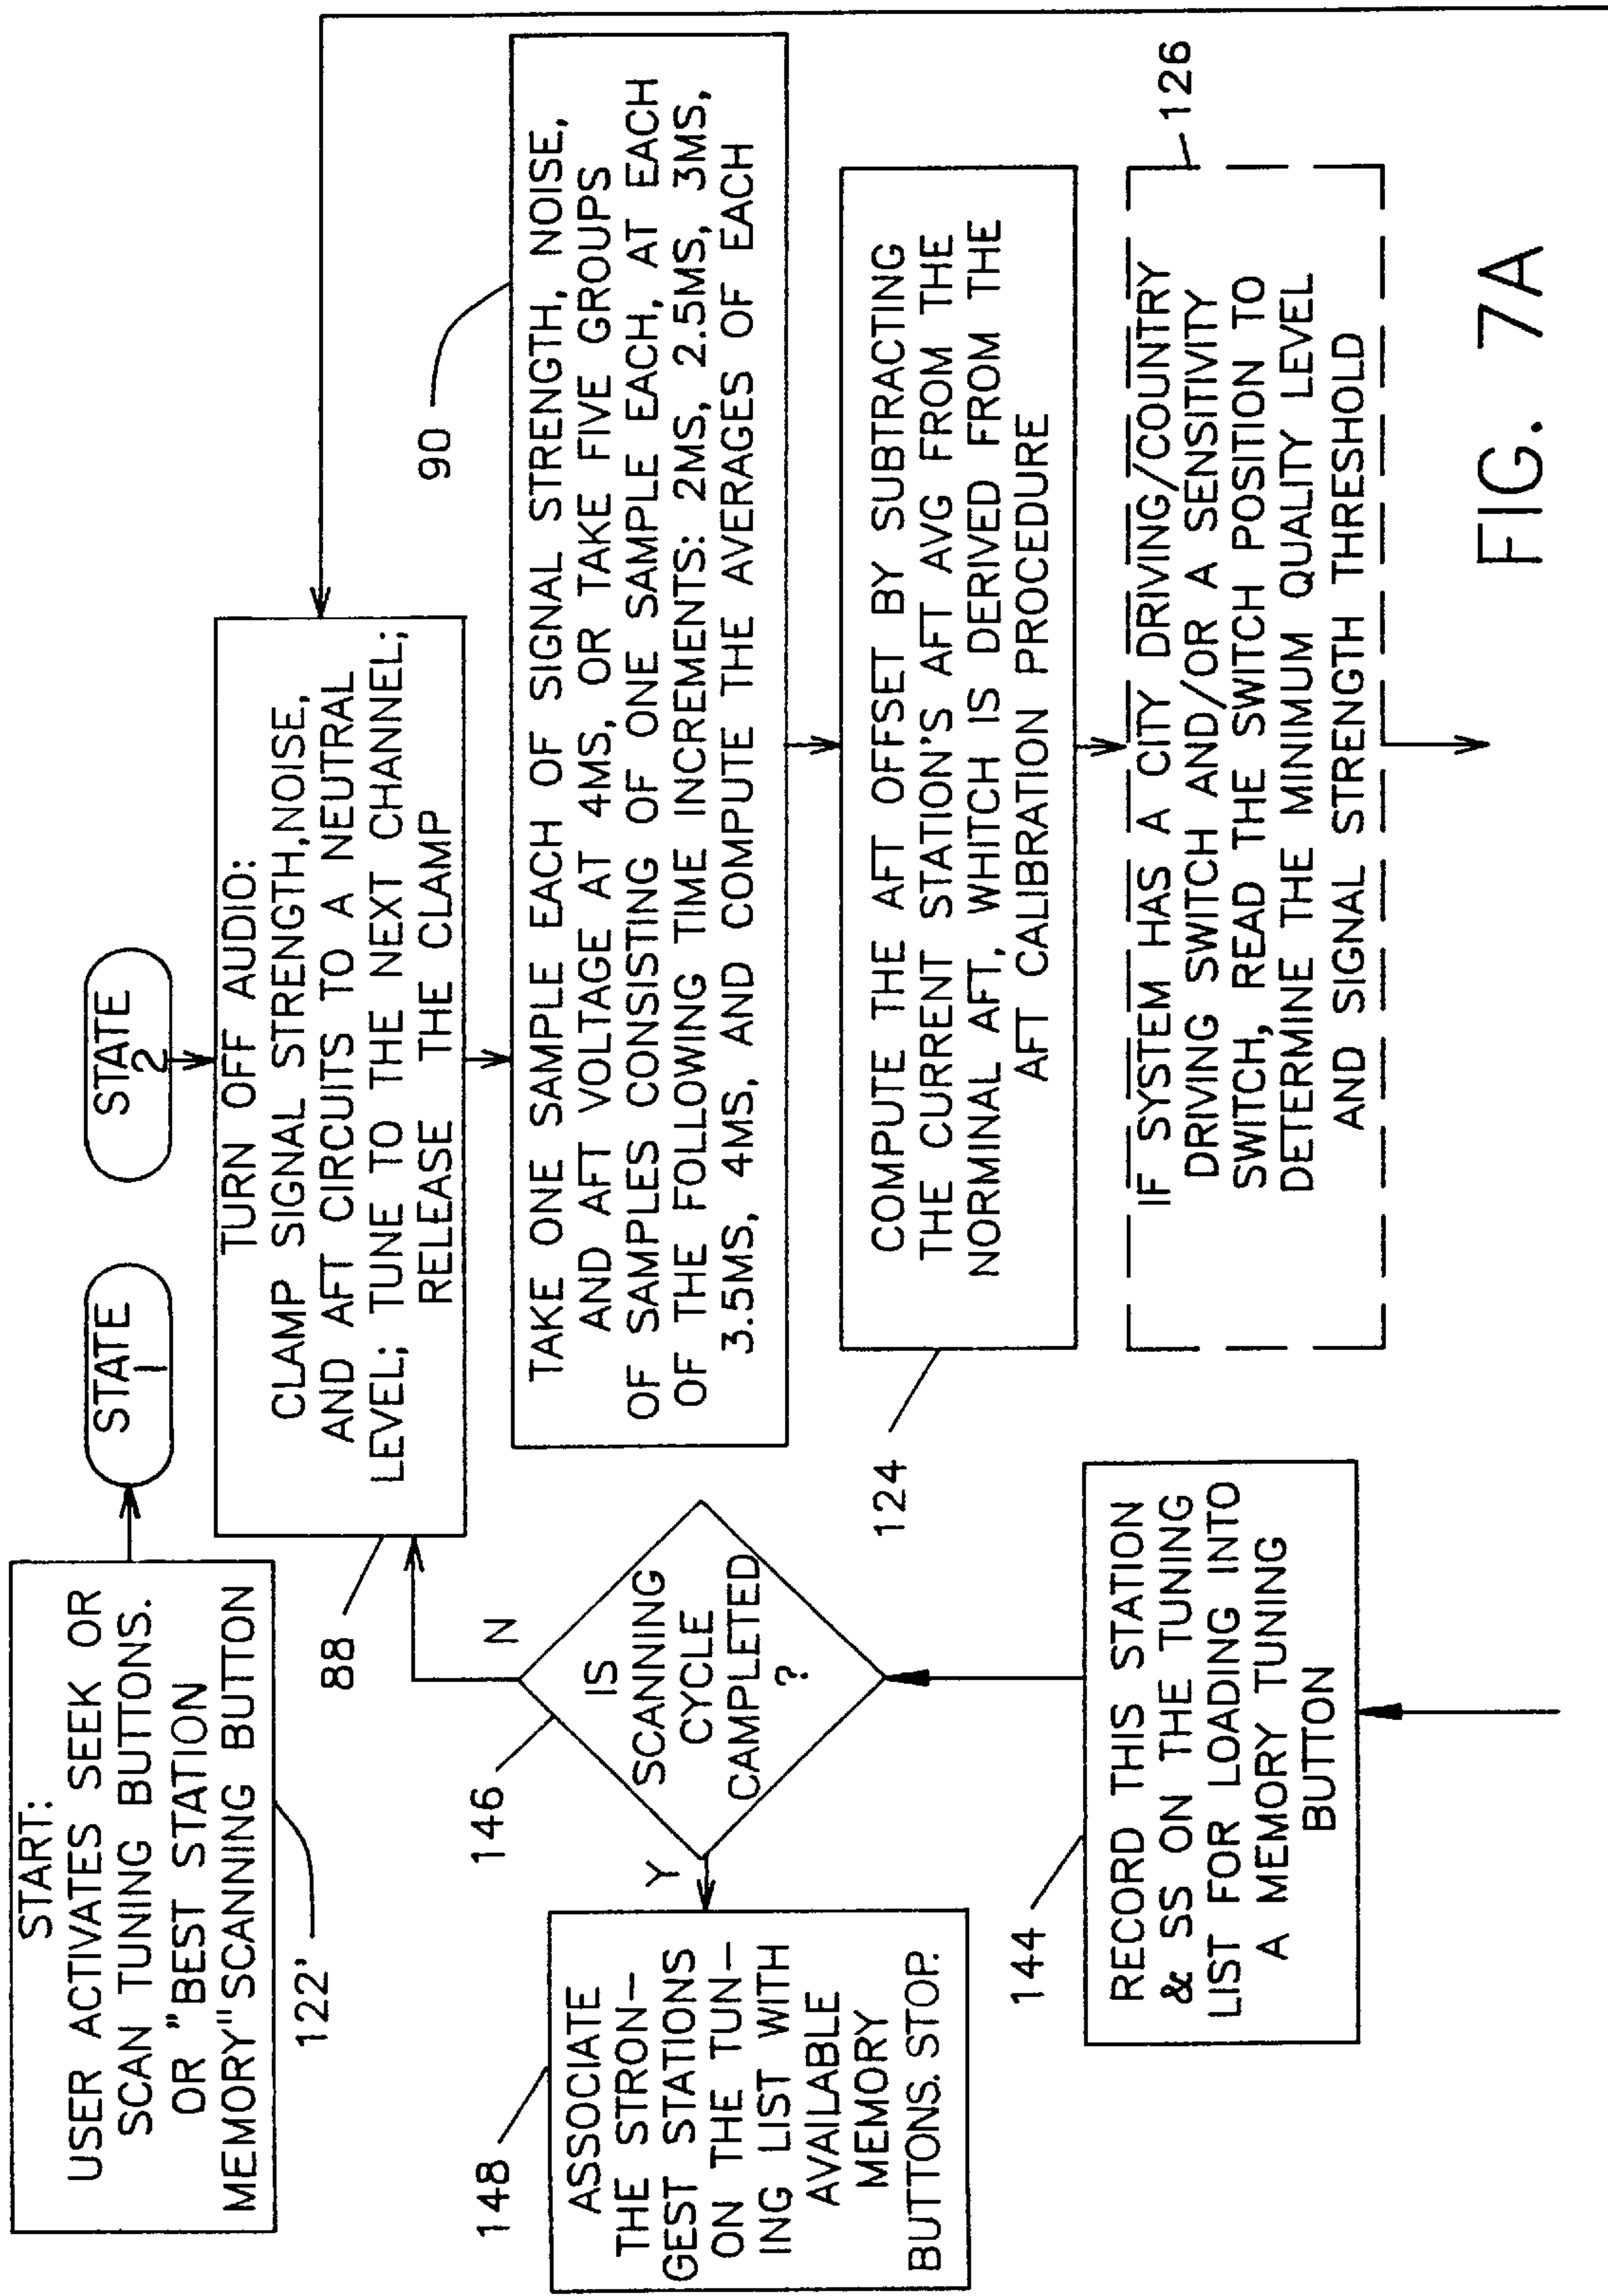 START:
USER ACTIVATES SEEK OR
SCAN TUNING BUTTONS.
OR "BEST STATION
MEMORY"SCANNING BUTTON
122'
STATE
1
STATE
2
TURN OFF AUDIO:
CLAMP SIGNAL STRENGTH,NOISE,
AND AFT CIRCUITS TO A NEUTRAL
LEVEL; TUNE TO THE NEXT CHANNEL;
RELEASE THE CLAMP
88
TAKE ONE SAMPLE EACH OF SIGNAL STRENGTH, NOISE,
AND AFT VOLTAGE AT 4MS, OR TAKE FIVE GROUPS
OF SAMPLES CONSISTING OF ONE SAMPLE EACH, AT EACH
OF THE FOLLOWING TIME INCREMENTS: 2MS, 2.5MS, 3MS,
3.5MS, 4MS, AND COMPUTE THE AVERAGES OF EACH
90
COMPUTE THE AFT OFFSET BY SUBTRACTING
THE CURRENT STATION'S AFT AVG FROM THE
NORMINAL AFT, WHITCH IS DERIVED FROM THE
AFT CALIBRATION PROCEDURE
124
IF SYSTEM HAS A CITY DRIVING/COUNTRY
DRIVING SWITCH AND/OR A SENSITIVITY
SWITCH, READ THE SWITCH POSITION TO
DETERMINE THE MINIMUM QUALITY LEVEL
AND SIGNAL STRENGTH THRESHOLD
126
148
ASSOCIATE
THE STRON-
GEST STATIONS
ON THE TUN-
ING LIST WITH
AVAILABLE
MEMORY
BUTTONS. STOP.
Y
146
IS
SCANNING
CYCLE
CAMPLETED
?
N
144
RECORD THIS STATION
& SS ON THE TUNING
LIST FOR LOADING INTO
A MEMORY TUNING
BUTTON
FIG. 7A